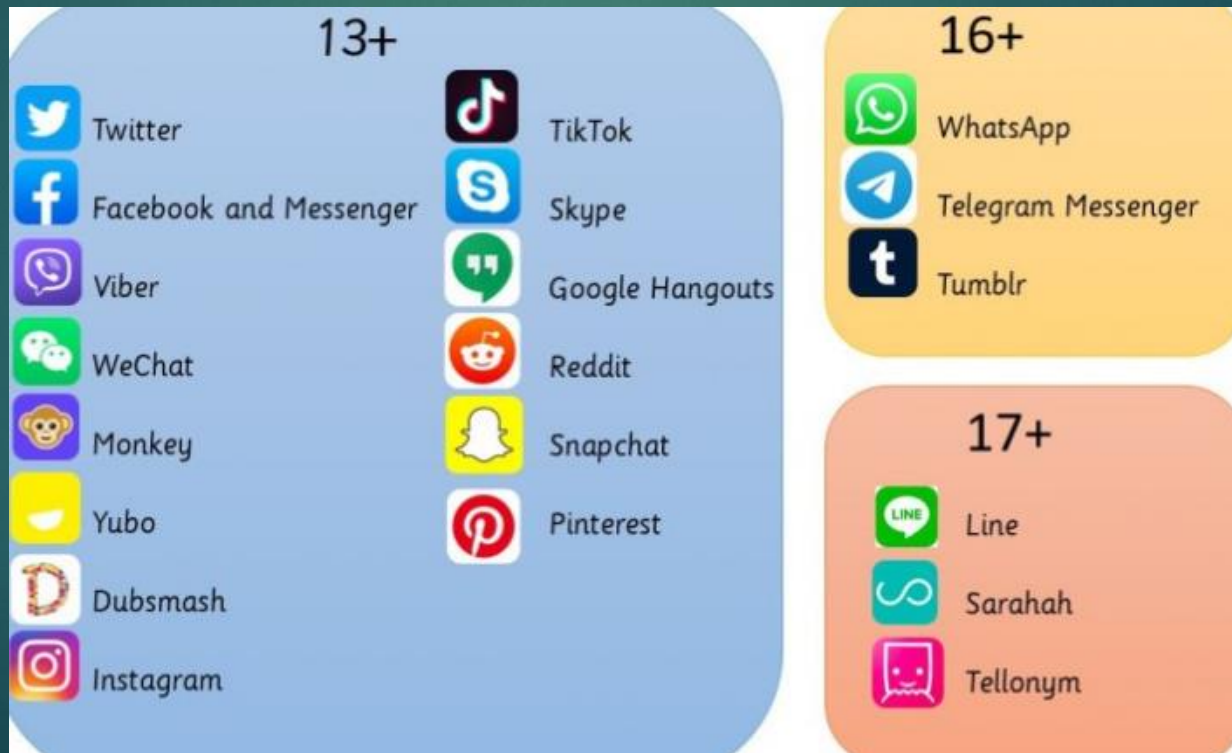 13+
Twitter
Facebook and Messenger
Viber
WeChat
Monkey
Yubo
Dubsmash
Instagram
TikTok
Skype
Google Hangouts
Reddit
Snapchat
Pinterest
16+
WhatsApp
Telegram Messenger
Tumblr
17+
LINE
Line
Sarahah
Tellonym